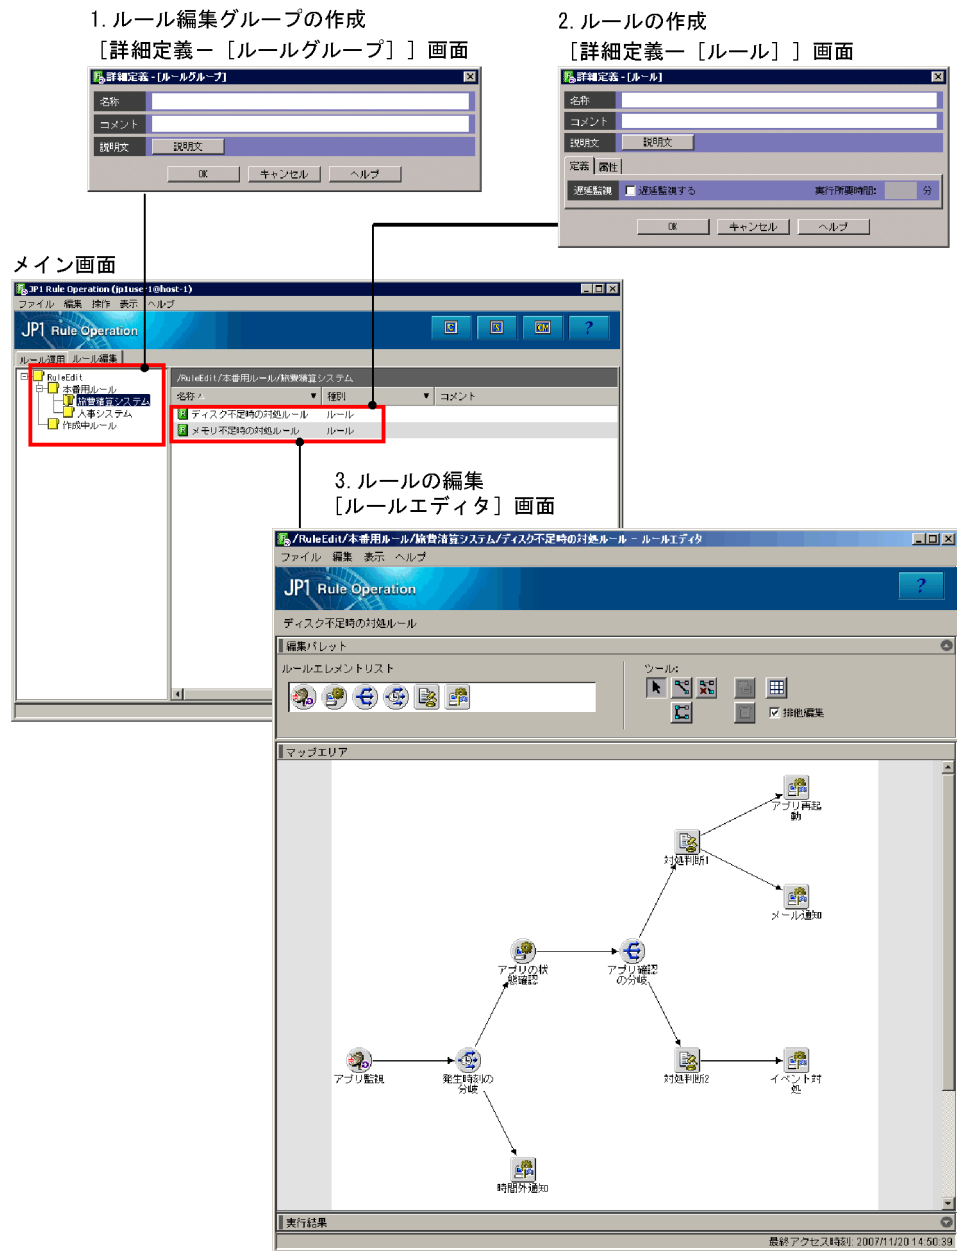 1. ルール編集グループの作成
［詳細定義－［ルールグループ］］画面
詳細定義 - [ルールグループ]
名称
コメント
説明文
説明文
OK
キャンセル
ヘルプ
2. ルールの作成
［詳細定義－［ルール］］画面
詳細定義 - [ルール]
名称
コメント
説明文
説明文
定義
属性
遅延監視
遅延監視する
実行所要時間:
分
OK
キャンセル
ヘルプ
メイン画面
JP1 Rule Operation (jp1user1@host-1)
ファイル 編集 操作 表示 ヘルプ
JP1 Rule Operation
ルール運用
ルール編集
RuleEdit
本番用ルール
旅費清算システム
人事システム
作成中ルール
/RuleEdit/本番用ルール/旅費清算システム
名称
種別
コメント
ディスク不足時の対処ルール ルール
メモリ不足時の対処ルール ルール
3. ルールの編集
［ルールエディタ］画面
/RuleEdit/本番用ルール/旅費清算システム/ディスク不足時の対処ルール － ルールエディタ
ファイル 編集 表示 ヘルプ
JP1 Rule Operation
?
ディスク不足時の対処ルール
編集パレット
ルールエレメントリスト
ツール:
排他編集
マップエリア
アプリ再起
動
対処判断1
メール通知
アプリの状
態確認
アプリ確認
の分岐
アプリ監視
発生時刻の
分岐
対処判断2
イベント対
処
時間外通知
実行結果
最終アクセス時刻: 2007/11/20 14:50:39